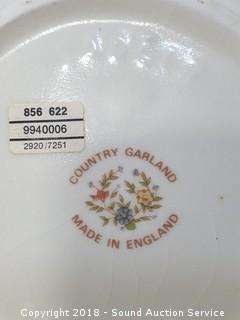 856 622
9940006
2920/7251
COUNTRY GARLAND
MADE IN ENGLAND
Copyright 2018 - Sound Auction Service